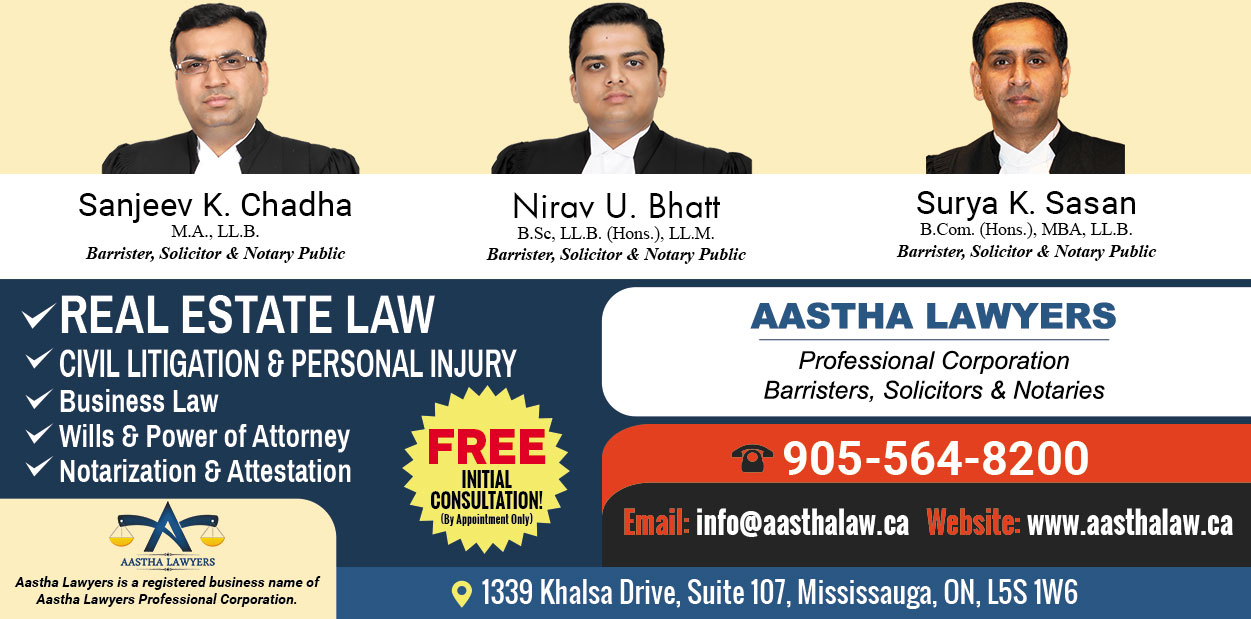 Sanjeev K. Chadha
M.A., LL.B.
Barrister, Solicitor & Notary Public
Nirav U. Bhatt
B.Sc, LL.B. (Hons.), LL.M.
Barrister, Solicitor & Notary Public
Surya K. Sasan
B.Com. (Hons.), MBA, LL.B.
Barrister, Solicitor & Notary Public
REAL ESTATE LAW
CIVIL LITIGATION & PERSONAL INJURY
Business Law
Wills & Power of Attorney
Notarization & Attestation
FREE
INITIAL
CONSULTATION!
(By Appointment Only)
AASTHA LAWYERS
Professional Corporation
Barristers, Solicitors & Notaries
905-564-8200
Email: info@aasthalaw.ca Website: www.aasthalaw.ca
AASTHA LAWYERS
Aastha Lawyers is a registered business name of
Aastha Lawyers Professional Corporation.
1339 Khalsa Drive, Suite 107, Mississauga, ON, L5S 1W6